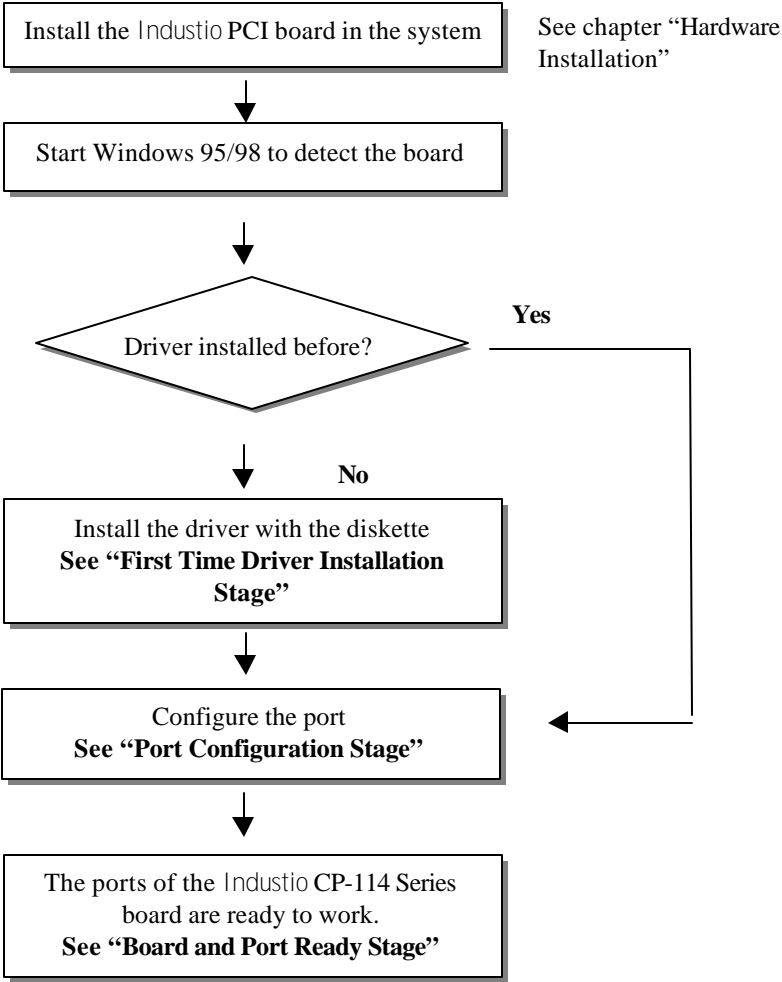 Install the Industio PCI board in the system
See chapter “Hardware
Installation”
Start Windows 95/98 to detect the board
Driver installed before?
Yes
No
Install the driver with the diskette
See “First Time Driver Installation
Stage”
Configure the port
See “Port Configuration Stage”
The ports of the Industio CP-114 Series
board are ready to work.
See “Board and Port Ready Stage”